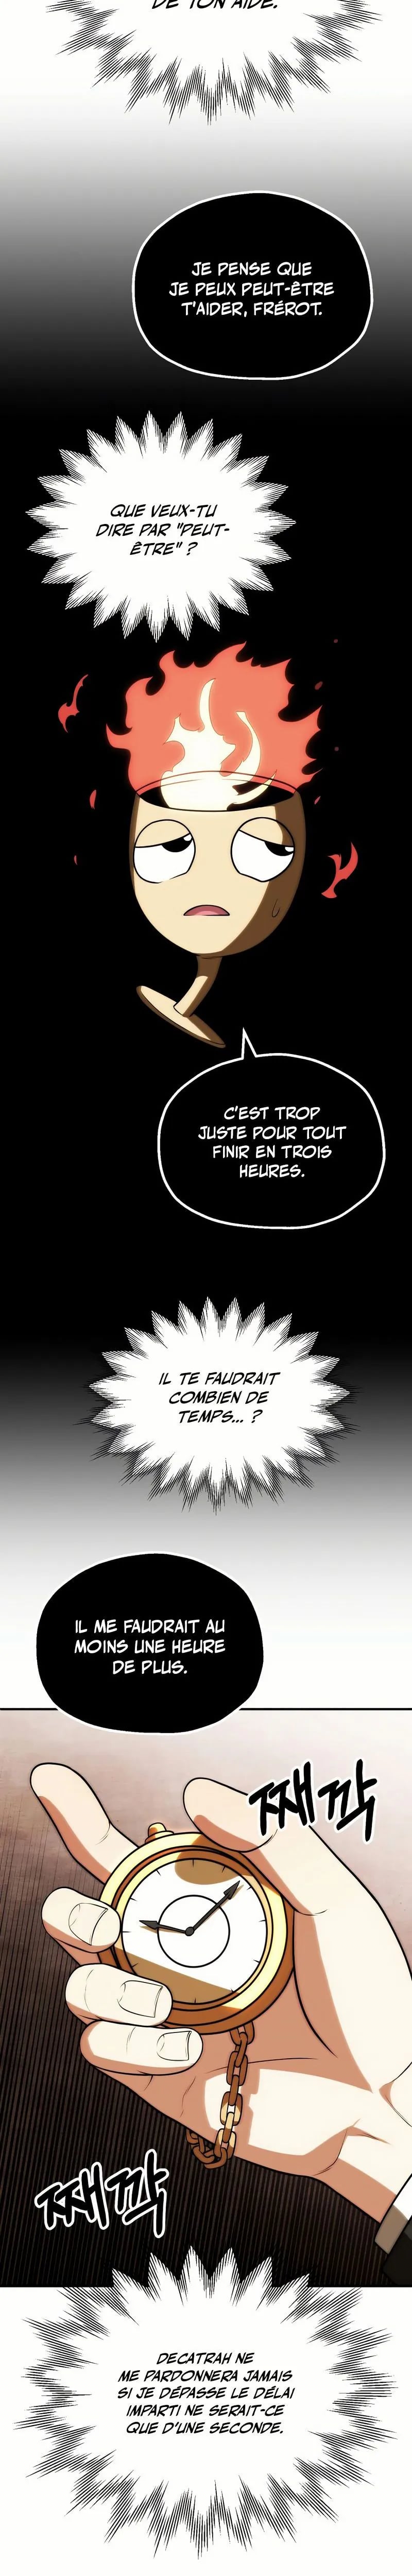 DE TON AIDE.
JE PENSE QUE
JE PEUX PEUT-ÊTRE
T'AIDER, FRÉROT.
QUE VEUX-TU
DIRE PAR "PEUT-
ÊTRE" ?
C'EST TROP
JUSTE POUR TOUT
FINIR EN TROIS
HEURES.
IL TE FAUDRAIT
COMBIEN DE
TEMPS... ?
IL ME FAUDRAIT AU
MOINS UNE HEURE
DE PLUS.
째깍
째깍
DECATRAH NE
ME PARDONNERA JAMAIS
SI JE DÉPASSE LE DÉLAI
IMPARTI NE SERAIT-CE
QUE D'UNE SECONDE.